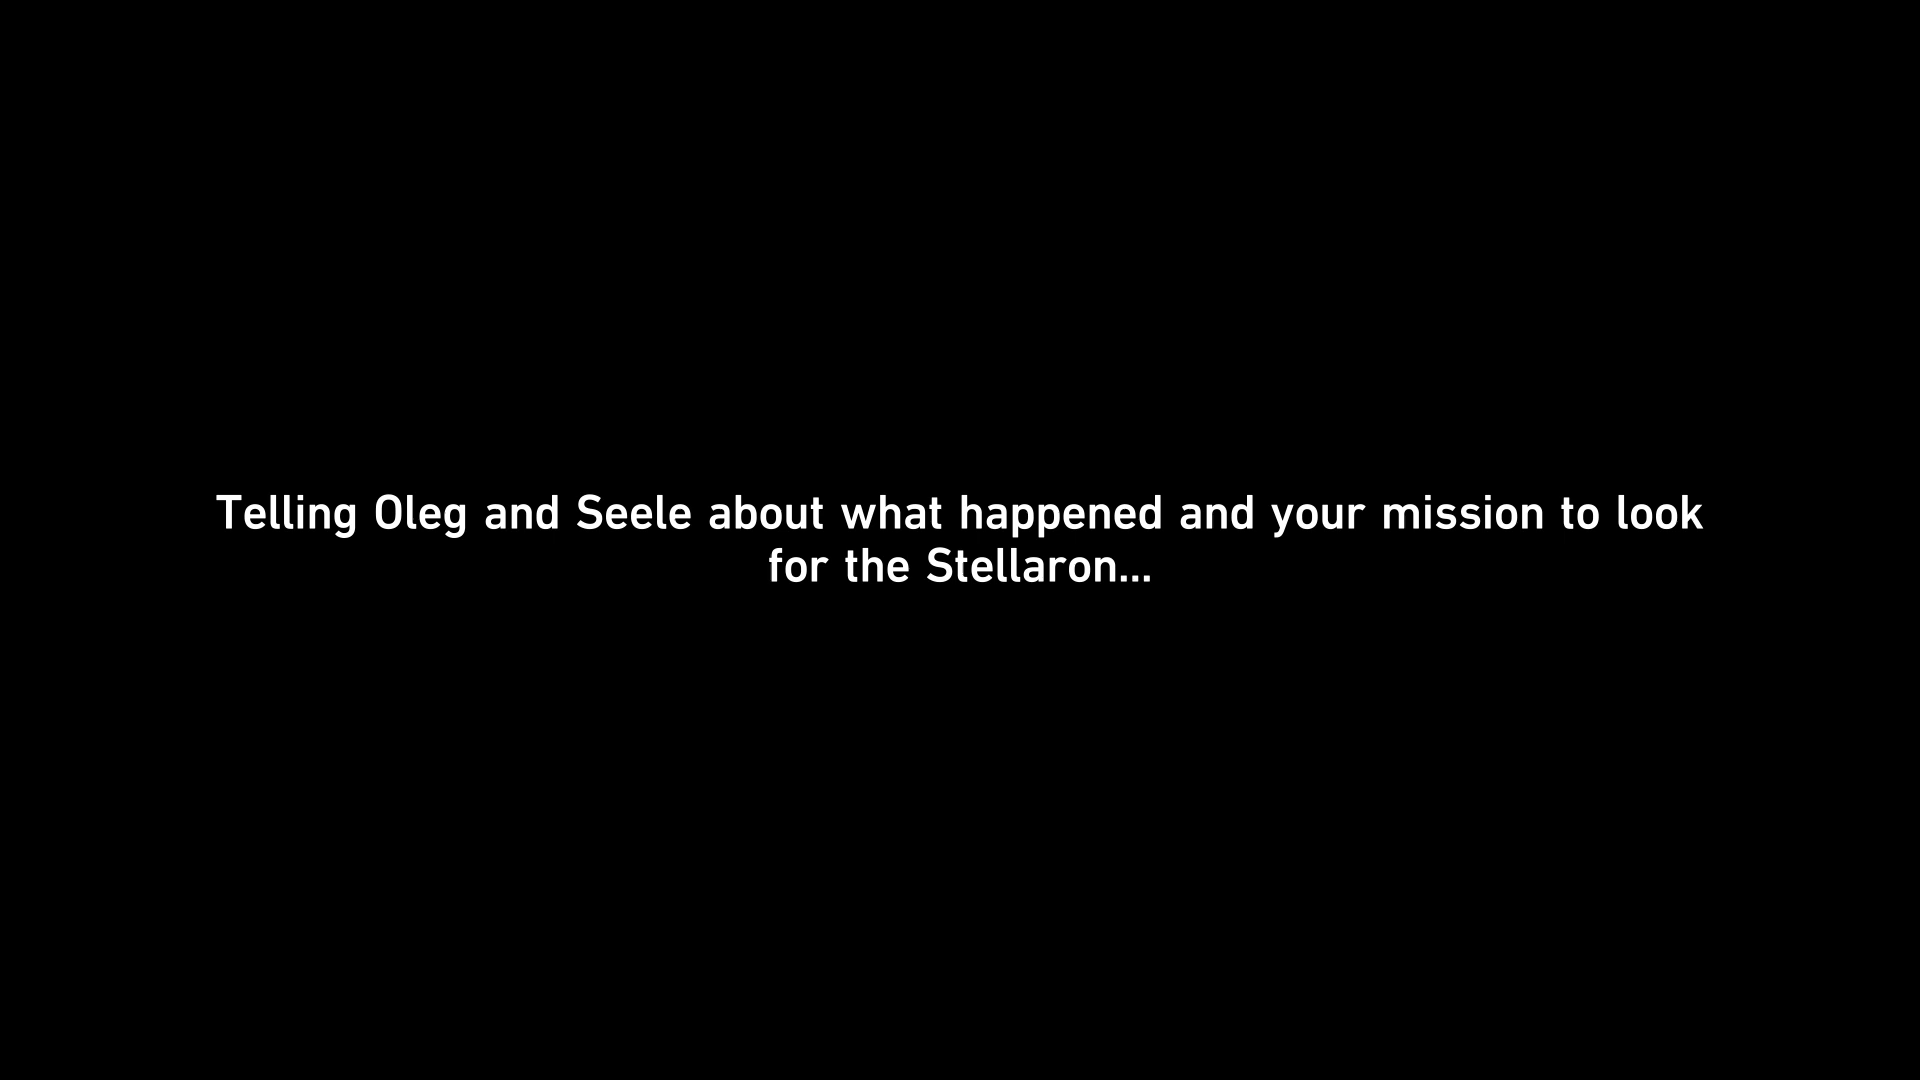 Telling Oleg and Seele about what happened and your mission to look
for the Stellaron...